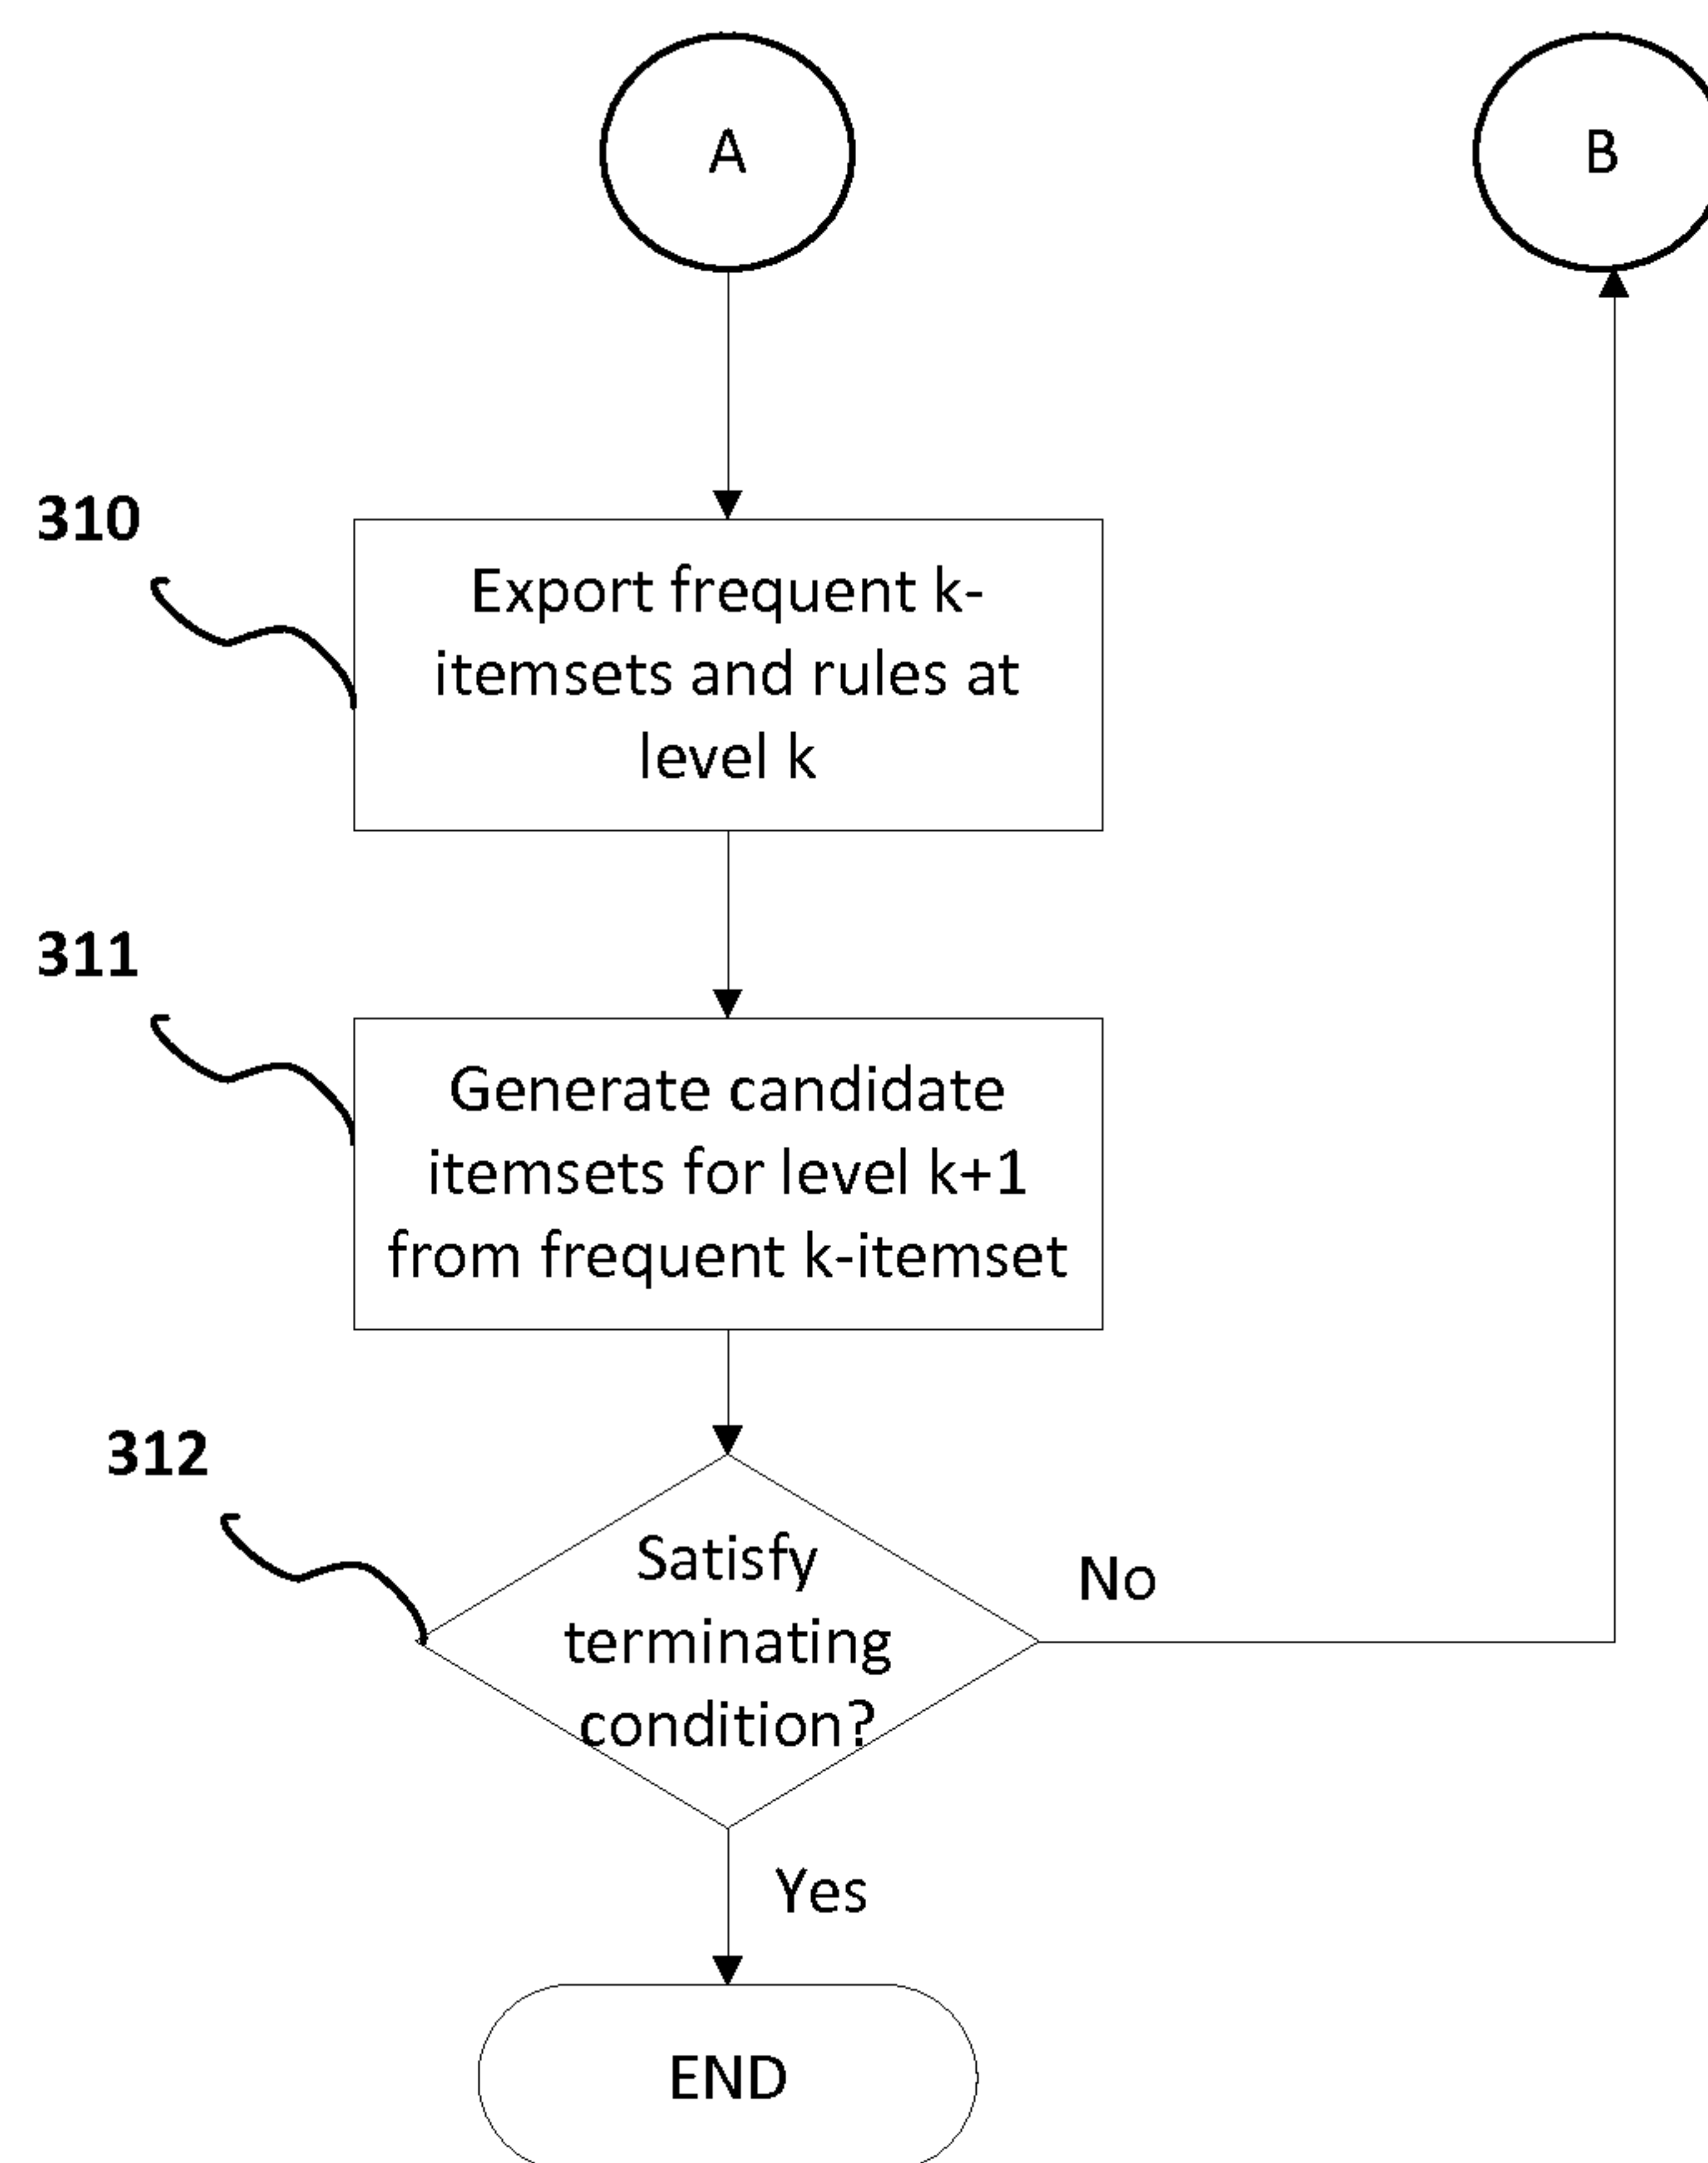 A
B
310
Export frequent k-
itemsets and rules at
level k
311
Generate candidate
itemsets for level k+1
from frequent k-itemset
312
Satisfy
terminating
condition?
No
Yes
END